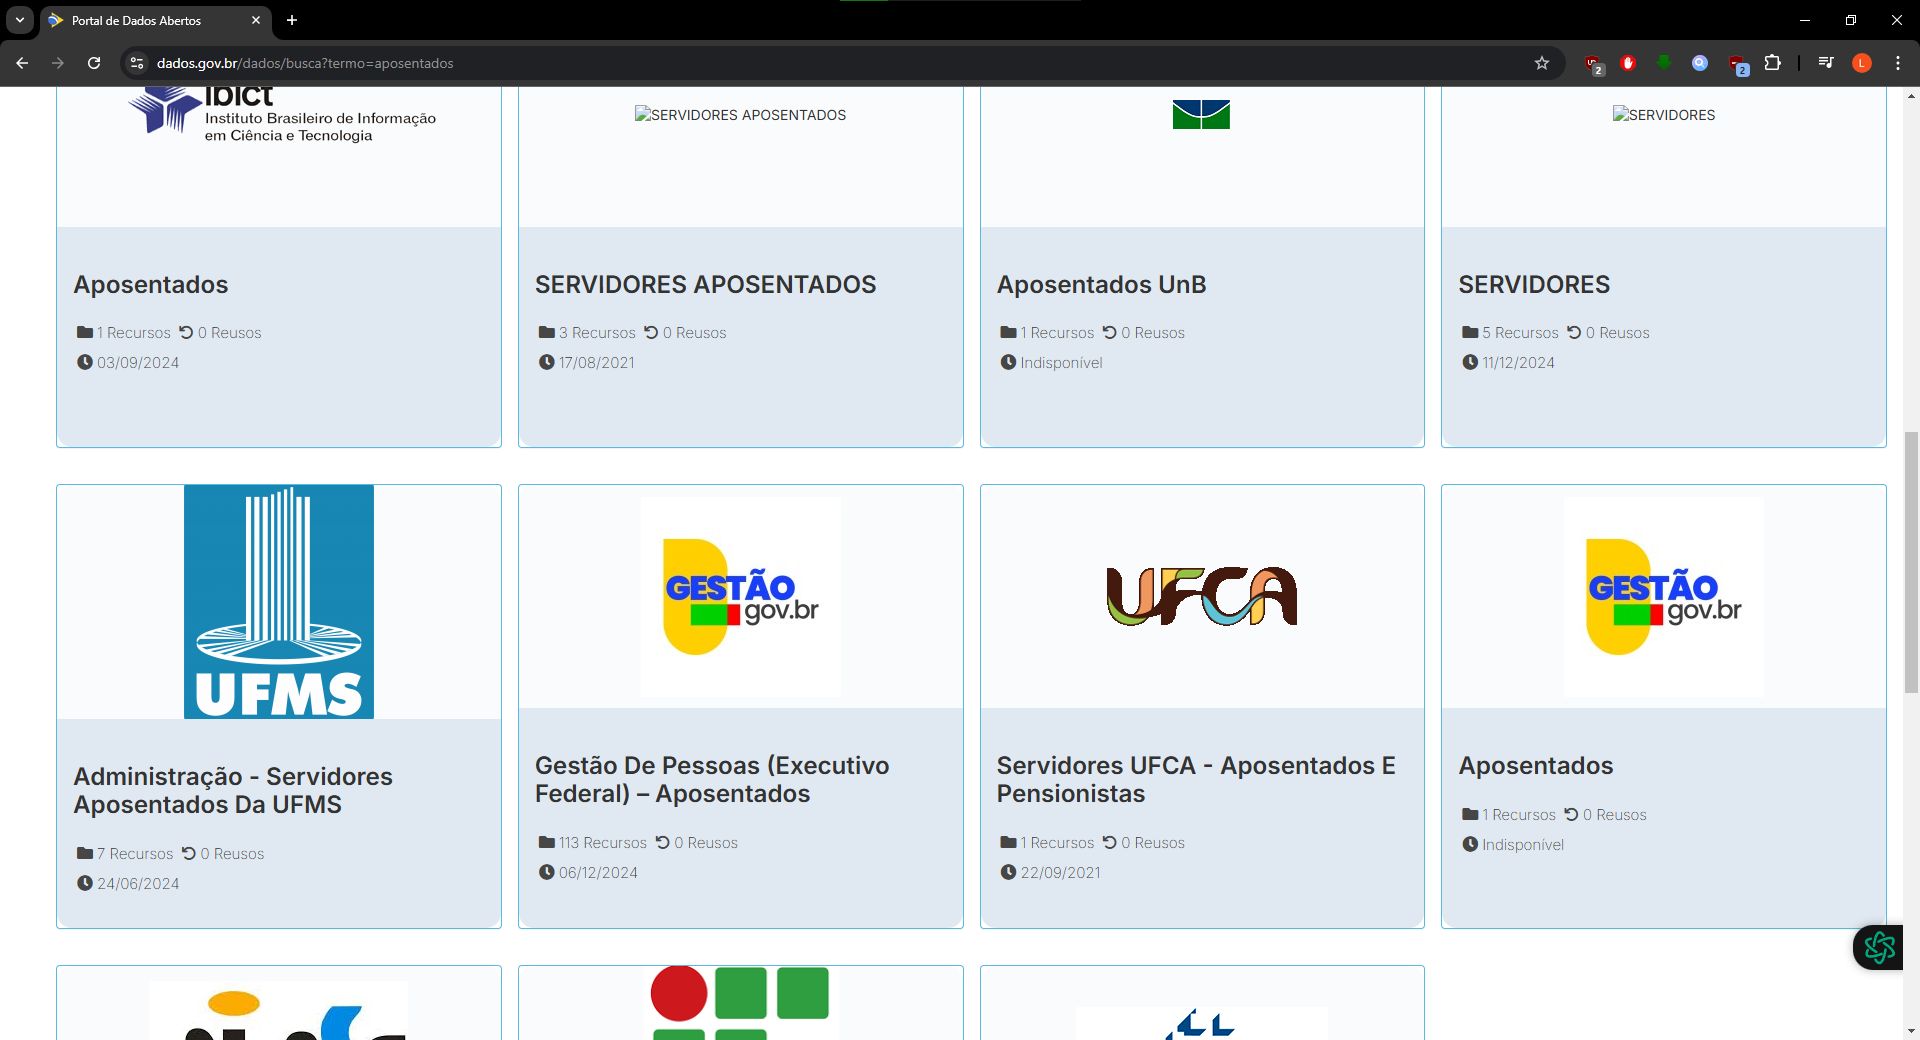 Portal de Dados Abertos
dados.gov.br/dados/busca?termo=aposentados
2
2
L
ibict
Instituto Brasileiro de Informação
em Ciência e Tecnologia
SERVIDORES APOSENTADOS
SERVIDORES
Aposentados
1 Recursos 0 Reusos
03/09/2024
SERVIDORES APOSENTADOS
3 Recursos 0 Reusos
17/08/2021
Aposentados UnB
1 Recursos 0 Reusos
Indisponível
SERVIDORES
5 Recursos 0 Reusos
11/12/2024
UFMS
Administração - Servidores
Aposentados Da UFMS
7 Recursos 0 Reusos
24/06/2024
GESTÃO
gov.br
Gestão De Pessoas (Executivo
Federal) – Aposentados
113 Recursos 0 Reusos
06/12/2024
UFCA
Servidores UFCA - Aposentados E
Pensionistas
1 Recursos 0 Reusos
22/09/2021
GESTÃO
gov.br
Aposentados
1 Recursos 0 Reusos
Indisponível